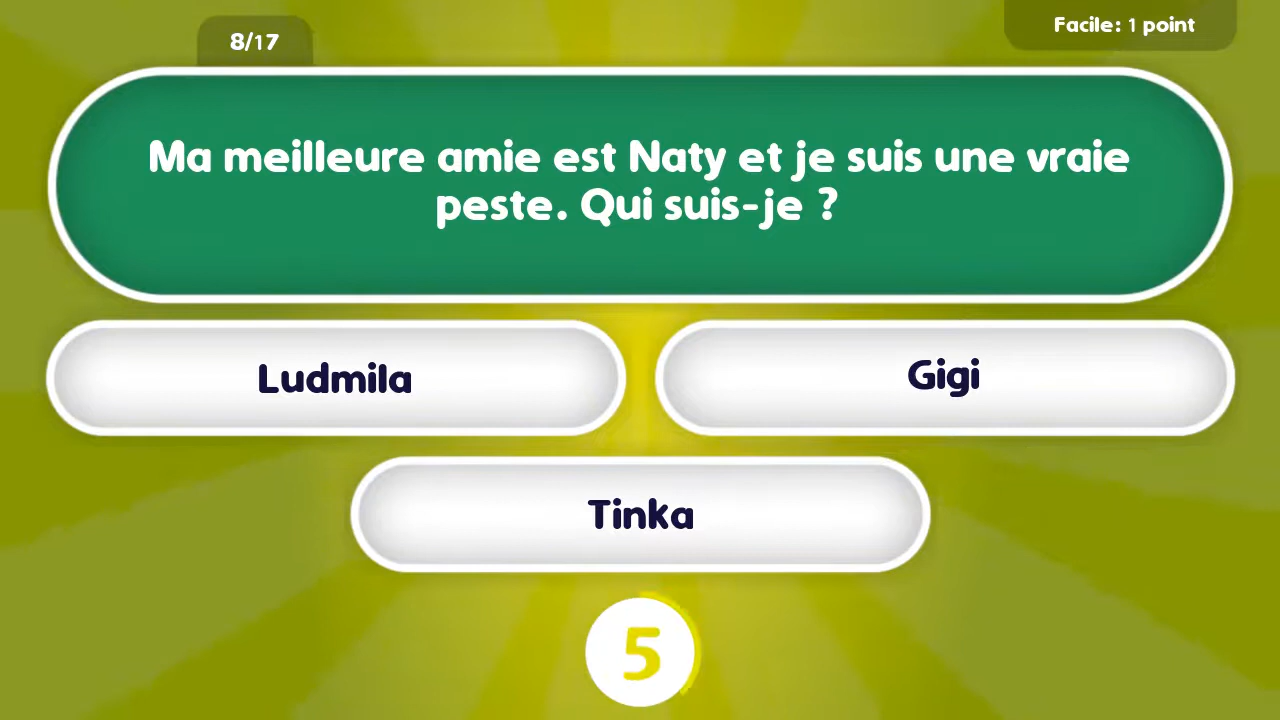 8/17
Facile: 1 point
Ma meilleure amie est Naty et je suis une vraie
peste. Qui suis-je ?
Ludmila
Gigi
Tinka
5